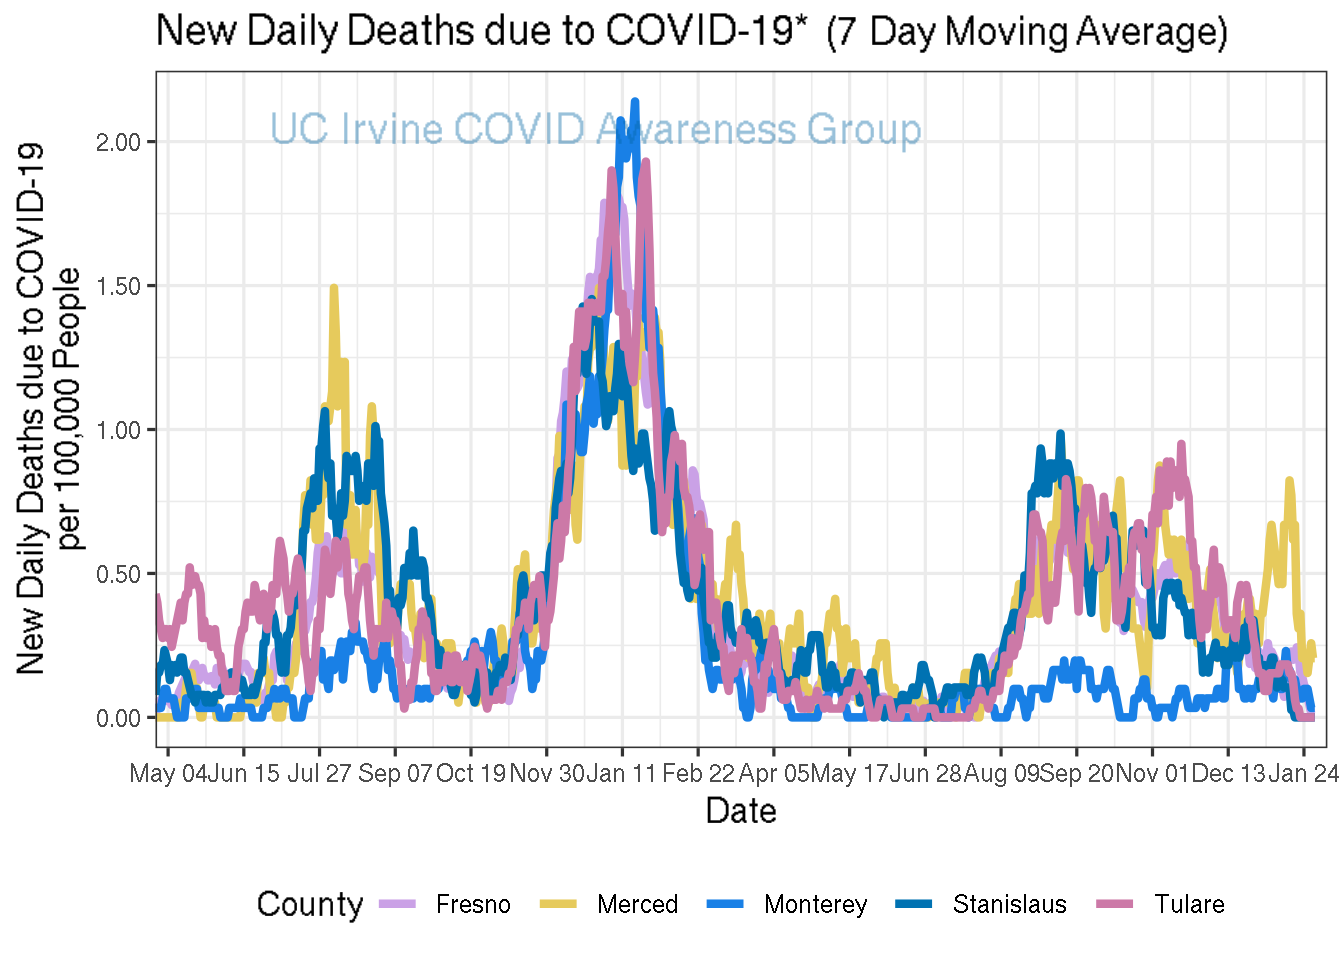 New Daily Deaths due to COVID-19* (7 Day Moving Average)
UC Irvine COVID Awareness Group
New Daily Deaths due to COVID-19
per 100,000 People
2.00
1.50
1.00
0.50
0.00
May 04 Jun 15 Jul 27 Sep 07 Oct 19 Nov 30 Jan 11 Feb 22 Apr 05 May 17 Jun 28 Aug 09 Sep 20 Nov 01 Dec 13 Jan 24
Date
County Fresno Merced Monterey Stanislaus Tulare